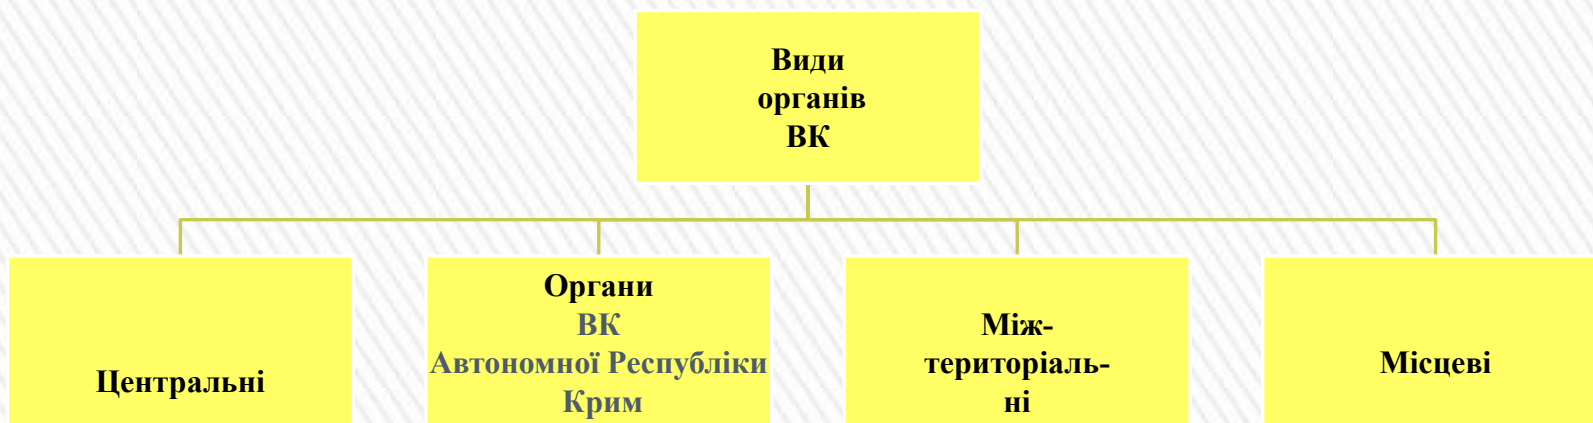 Види
органів
ВК
Центральні
Органи
ВК
Автономної Республіки
Крим
Між-
територіаль-
ні
Місцеві